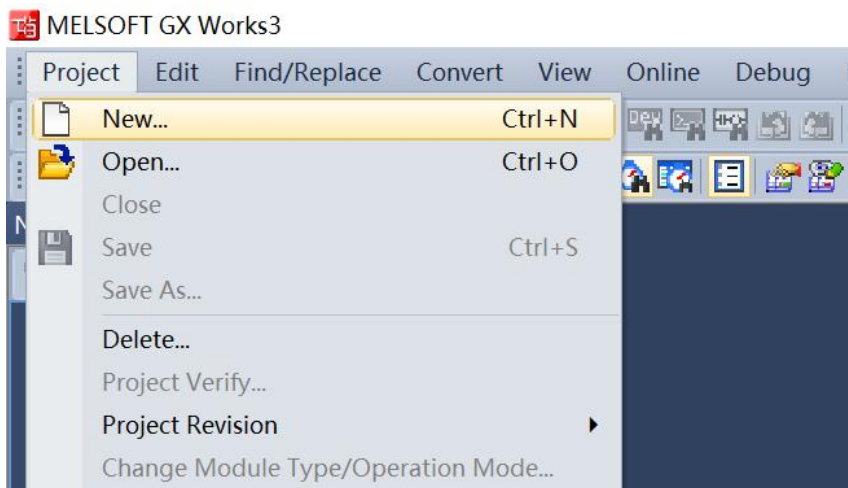 MELSOFT GX Works3
Project Edit Find/Replace Convert View Online Debug
New... Ctrl+N
Open... Ctrl+O
Close
Save Ctrl+S
Save As...
Delete...
Project Verify...
Project Revision
Change Module Type/Operation Mode...